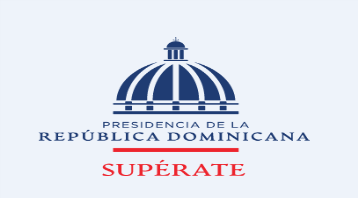 PRESIDENCIA DE LA
REPÚBLICA DOMINICANA
SUPÉRATE